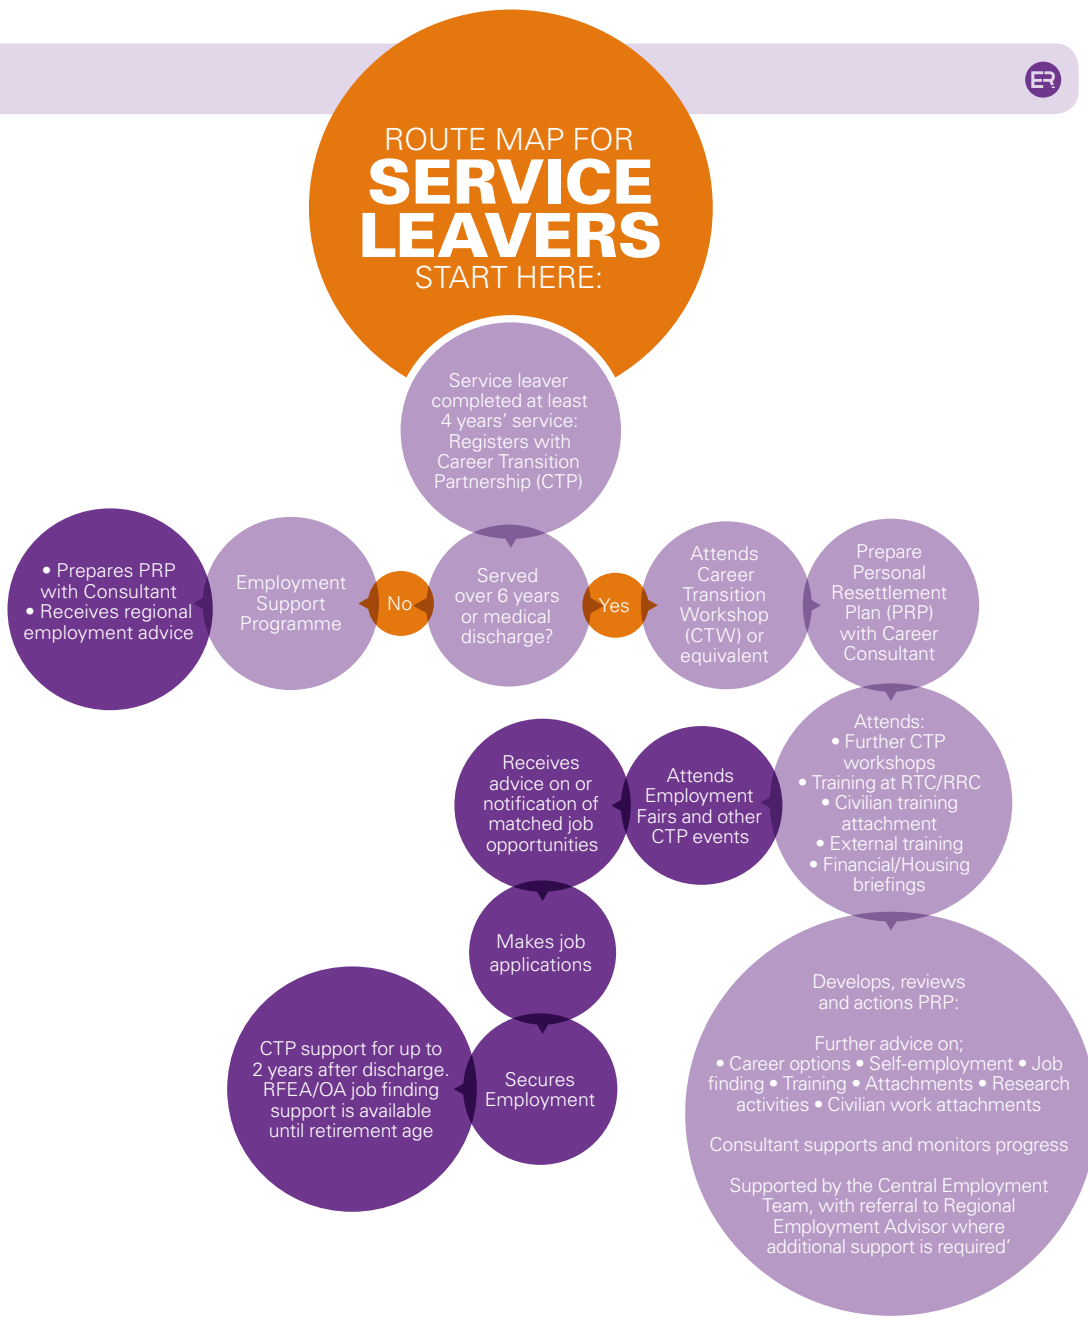 ER
ROUTE MAP FOR
SERVICE
LEAVERS
START HERE:
Service leaver
completed at least
4 years’ service:
Registers with
Career Transition
Partnership (CTP)
Served
over 6 years
or medical
discharge?
No
Employment
Support
Programme
• Prepares PRP
with Consultant
• Receives regional
employment advice
Yes
Attends
Career
Transition
Workshop
(CTW) or
equivalent
Prepare
Personal
Resettlement
Plan (PRP)
with Career
Consultant
Attends:
• Further CTP
workshops
• Training at RTC/RRC
• Civilian training
attachment
• External training
• Financial/Housing
briefings
Attends
Employment
Fairs and other
CTP events
Receives
advice on or
notification of
matched job
opportunities
Makes job
applications
Secures
Employment
CTP support for up to
2 years after discharge.
RFEA/OA job finding
support is available
until retirement age
Develops, reviews
and actions PRP:
Further advice on;
• Career options • Self-employment • Job
finding • Training • Attachments • Research
activities • Civilian work attachments
Consultant supports and monitors progress
Supported by the Central Employment
Team, with referral to Regional
Employment Advisor where
additional support is required’